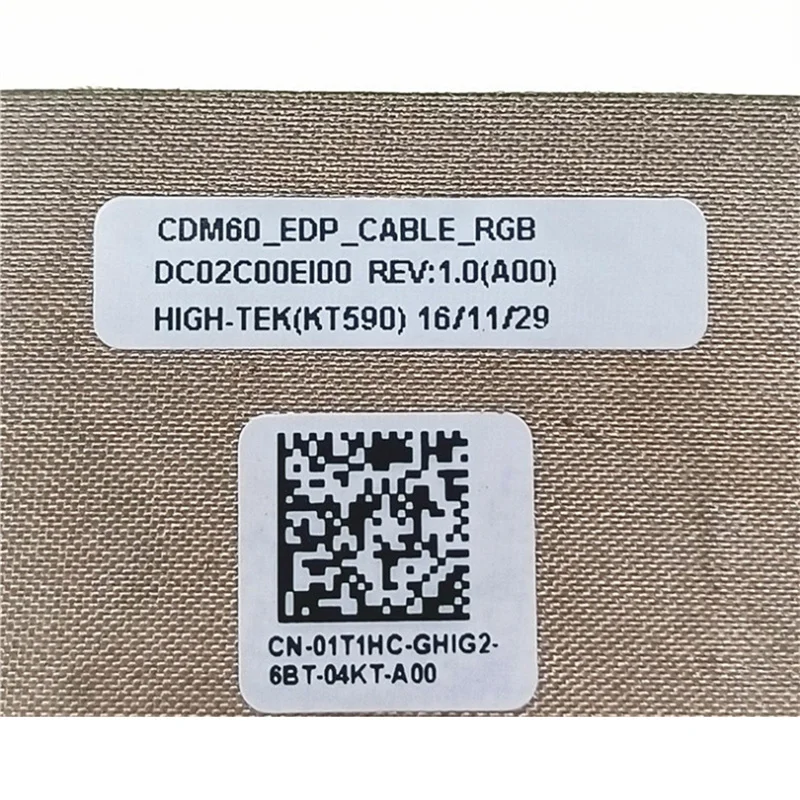 CDM60_EDP_CABLE_RGB
DC02C00EI00 REV:1.0(A00)
HIGH-TEK(KT590) 16/11/29
CN-01T1HC-GHIG2-
6BT-04KT-A00